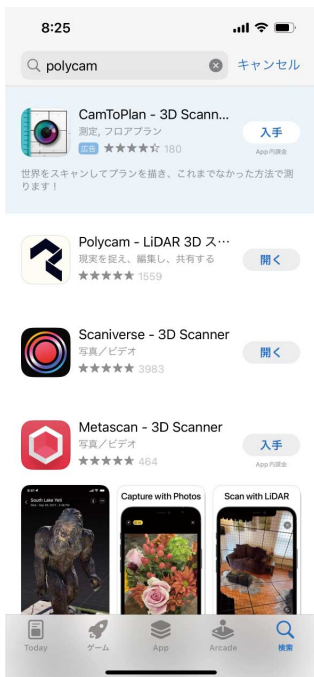 8:25
polycam
キャンセル
CamToPlan - 3D Scann...
測定, フロアプラン
広告 180
入手
App内課金
世界をスキャンしてプランを描き、これまでなかった方法で測
ります！
Polycam - LiDAR 3D ス…
現実を捉え、編集し、共有する
1559
開く
Scaniverse - 3D Scanner
写真／ビデオ
3983
開く
Metascan - 3D Scanner
写真／ビデオ
464
入手
App内課金
South Lake Yeti
Capture with Photos
Scan with LiDAR
Today
ゲーム
App
Arcade
検索